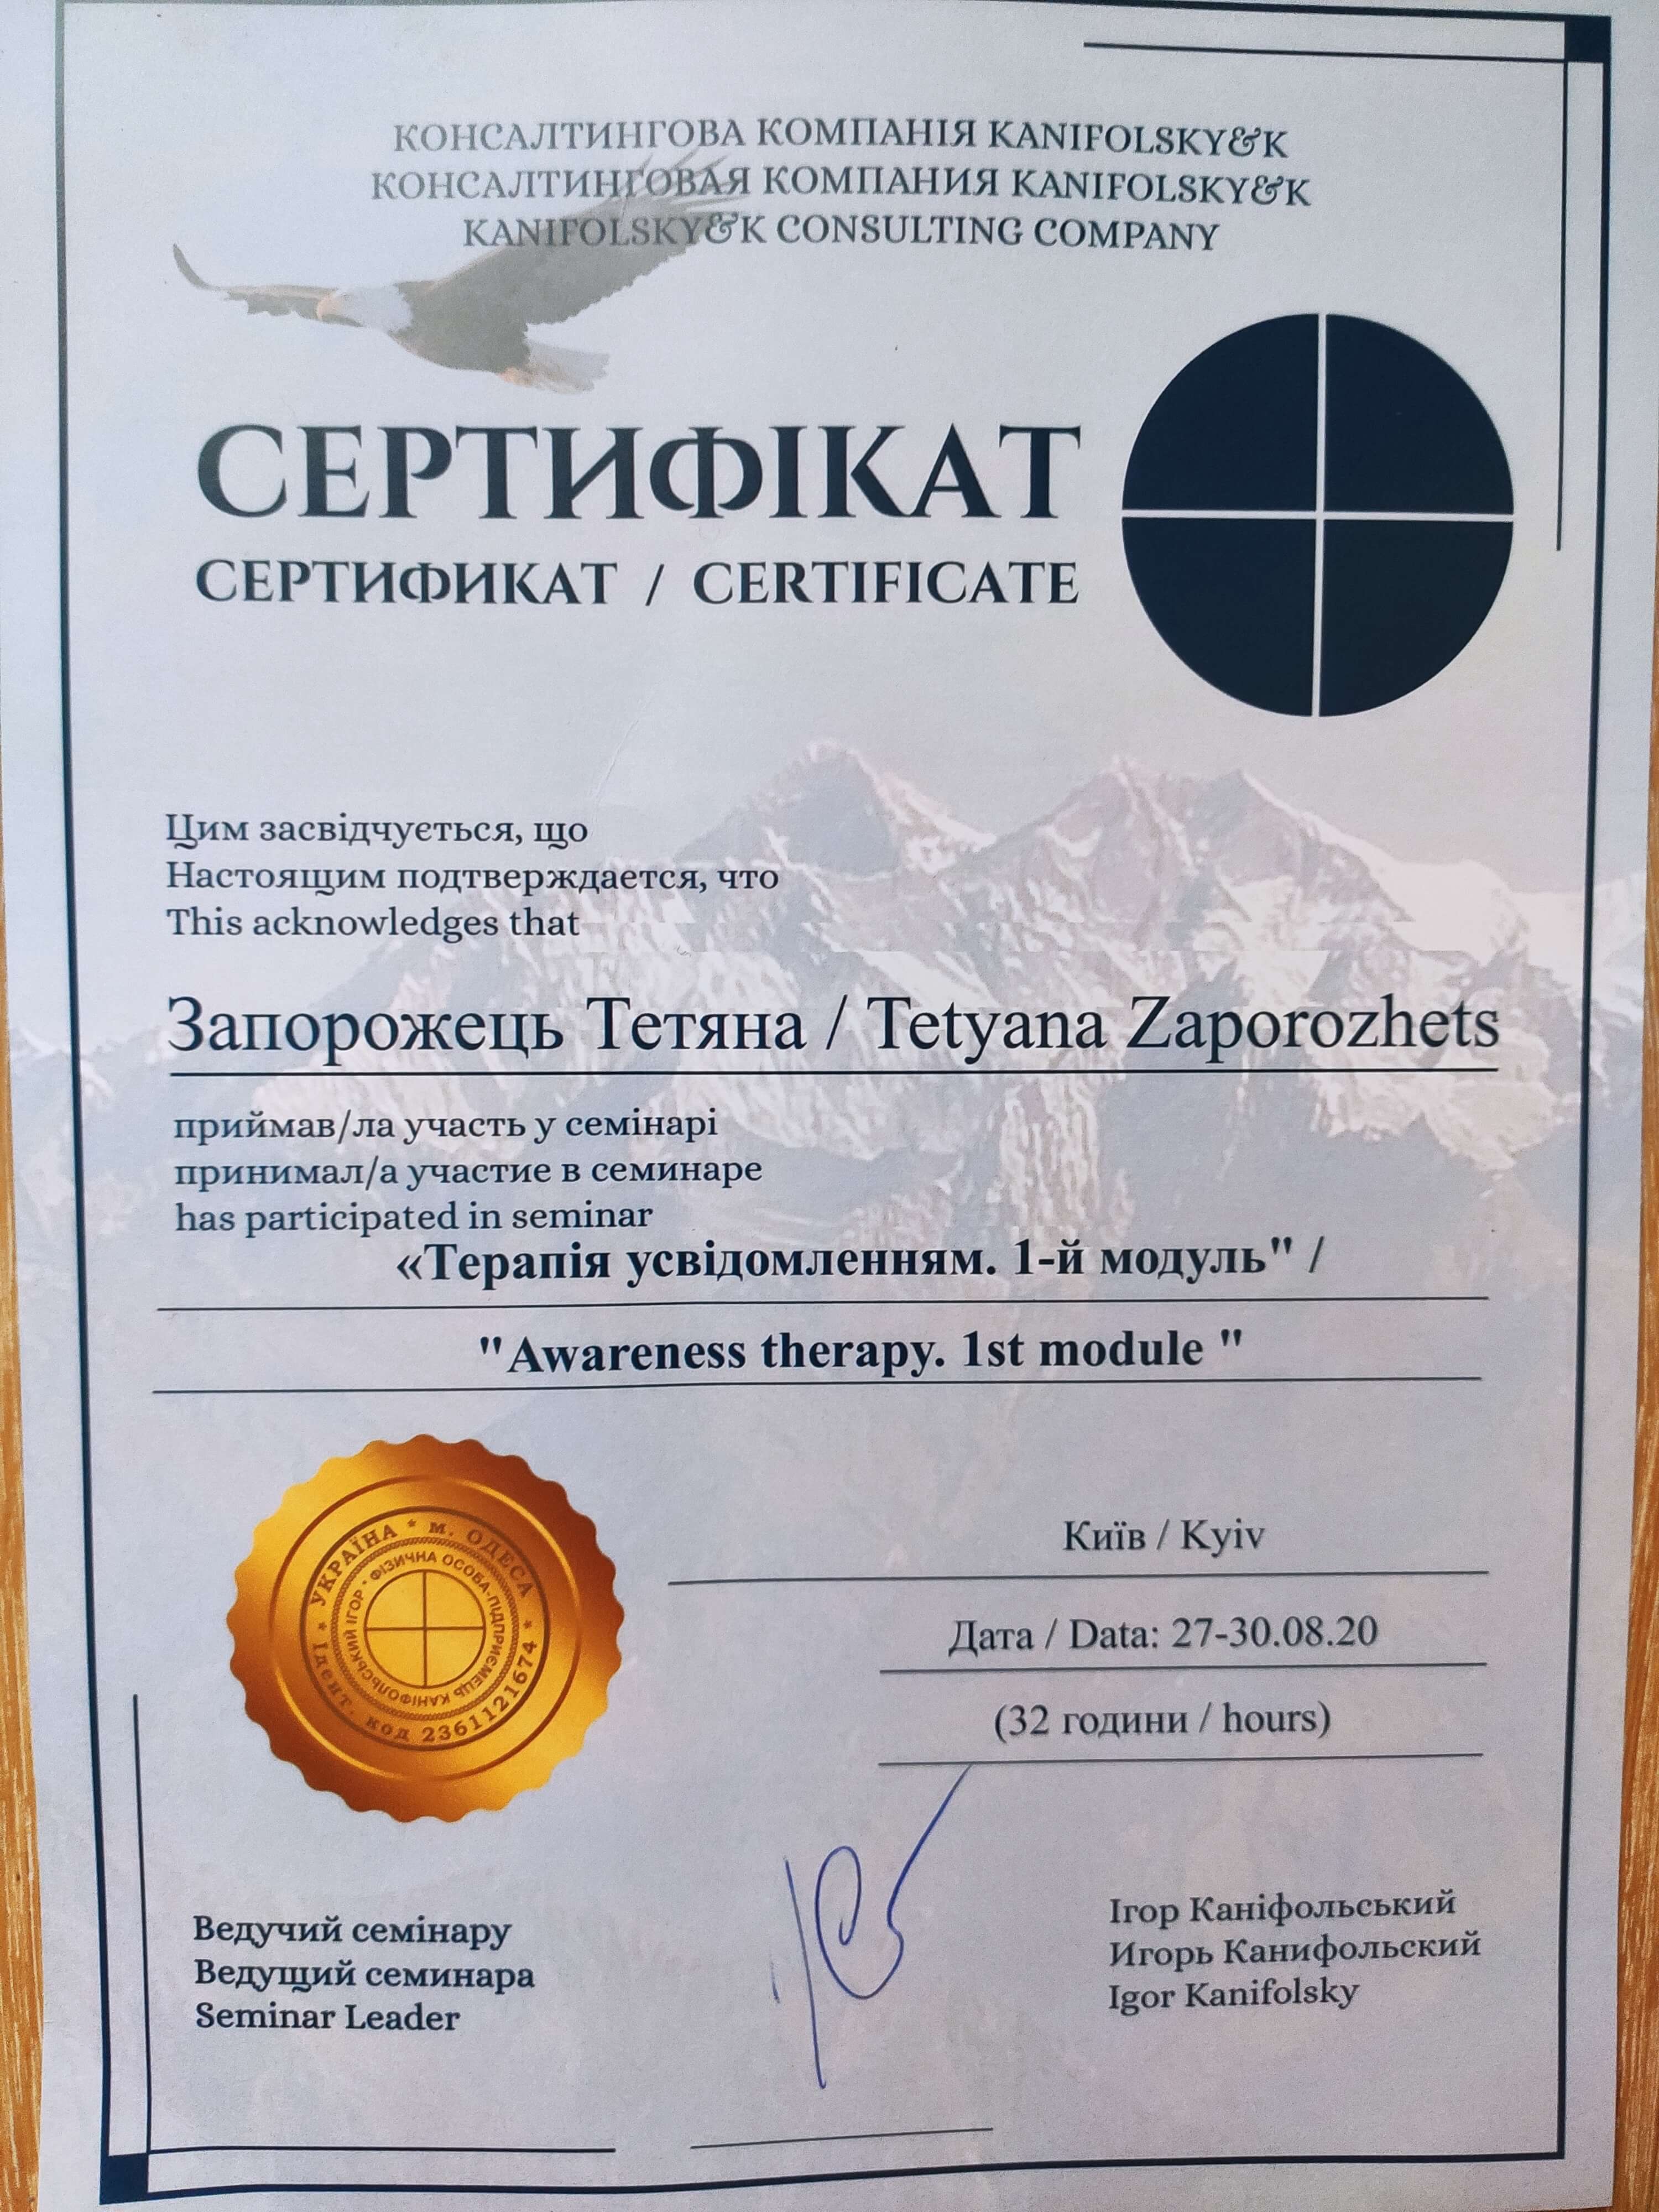 КОНСАЛТИНГОВА КОМПАНІЯ KANIFOLSKY&K
КОНСАЛТИНГОВАЯ КОМПАНИЯ KANIFOLSKY&K
KANIFOLSKY&K CONSULTING COMPANY
СЕРТИФІКАТ
СЕРТИФИКАТ / CERTIFICATE
Цим засвідчується, що
Настоящим подтверждается, что
This acknowledges that
Запорожець Тетяна / Tetyana Zaporozhets
приймав/ла участь у семінарі
принимал/а участие в семинаре
has participated in seminar
«Терапія усвідомленням. 1-й модуль" /
"Awareness therapy. 1st module "
УКРАЇНА * м. ОДЕСА *
Ідент. код 2361121674 *
ФІЗИЧНА ОСОБА-ПІДПРИЄМЕЦЬ КАНІФОЛЬСЬКИЙ ІГОР
Київ / Kyiv
Дата / Data: 27-30.08.20
(32 години / hours)
Ведучий семінару
Ведущий семинара
Seminar Leader
Ігор Каніфольський
Игорь Канифольский
Igor Kanifolsky